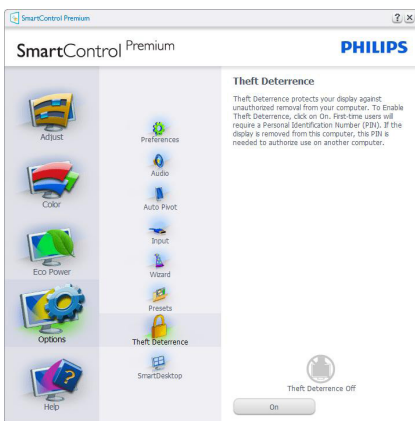 SmartControl Premium
SmartControl Premium
PHILIPS
Adjust
Color
Eco Power
Options
Help
Preferences
Audio
Auto Pivot
Input
Wizard
Presets
Theft Deterrence
SmartDesktop
Theft Deterrence
Theft Deterrence protects your display against
unauthorized removal from your computer. To Enable
Theft Deterrence, click on On. First-time users will
require a Personal Identification Number (PIN). If the
display is removed from this computer, this PIN is
needed to authorize use on another computer.
Theft Deterrence Off
On